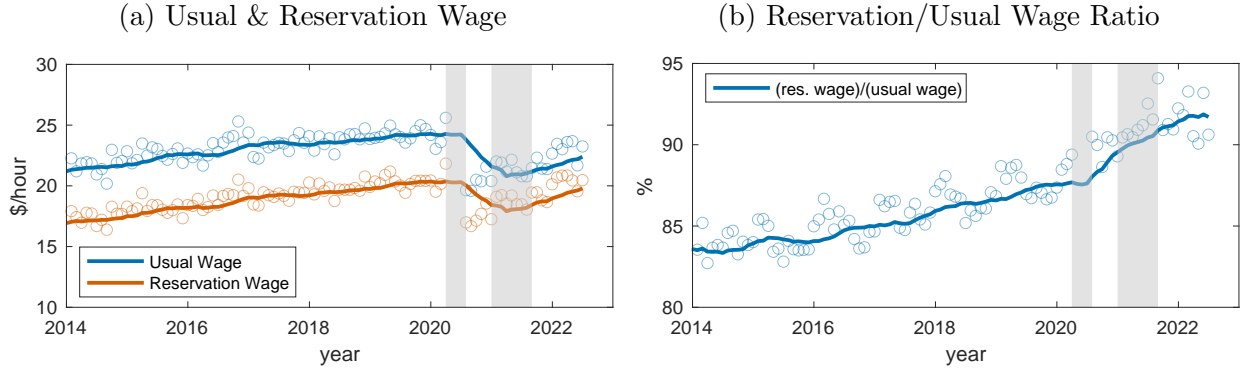 (a) Usual & Reservation Wage
30
25
20
15
10
$/hour
Usual Wage
Reservation Wage
2014 2016 2018 2020 2022
year
(b) Reservation/Usual Wage Ratio
95
90
85
80
%
(res. wage)/(usual wage)
2014 2016 2018 2020 2022
year